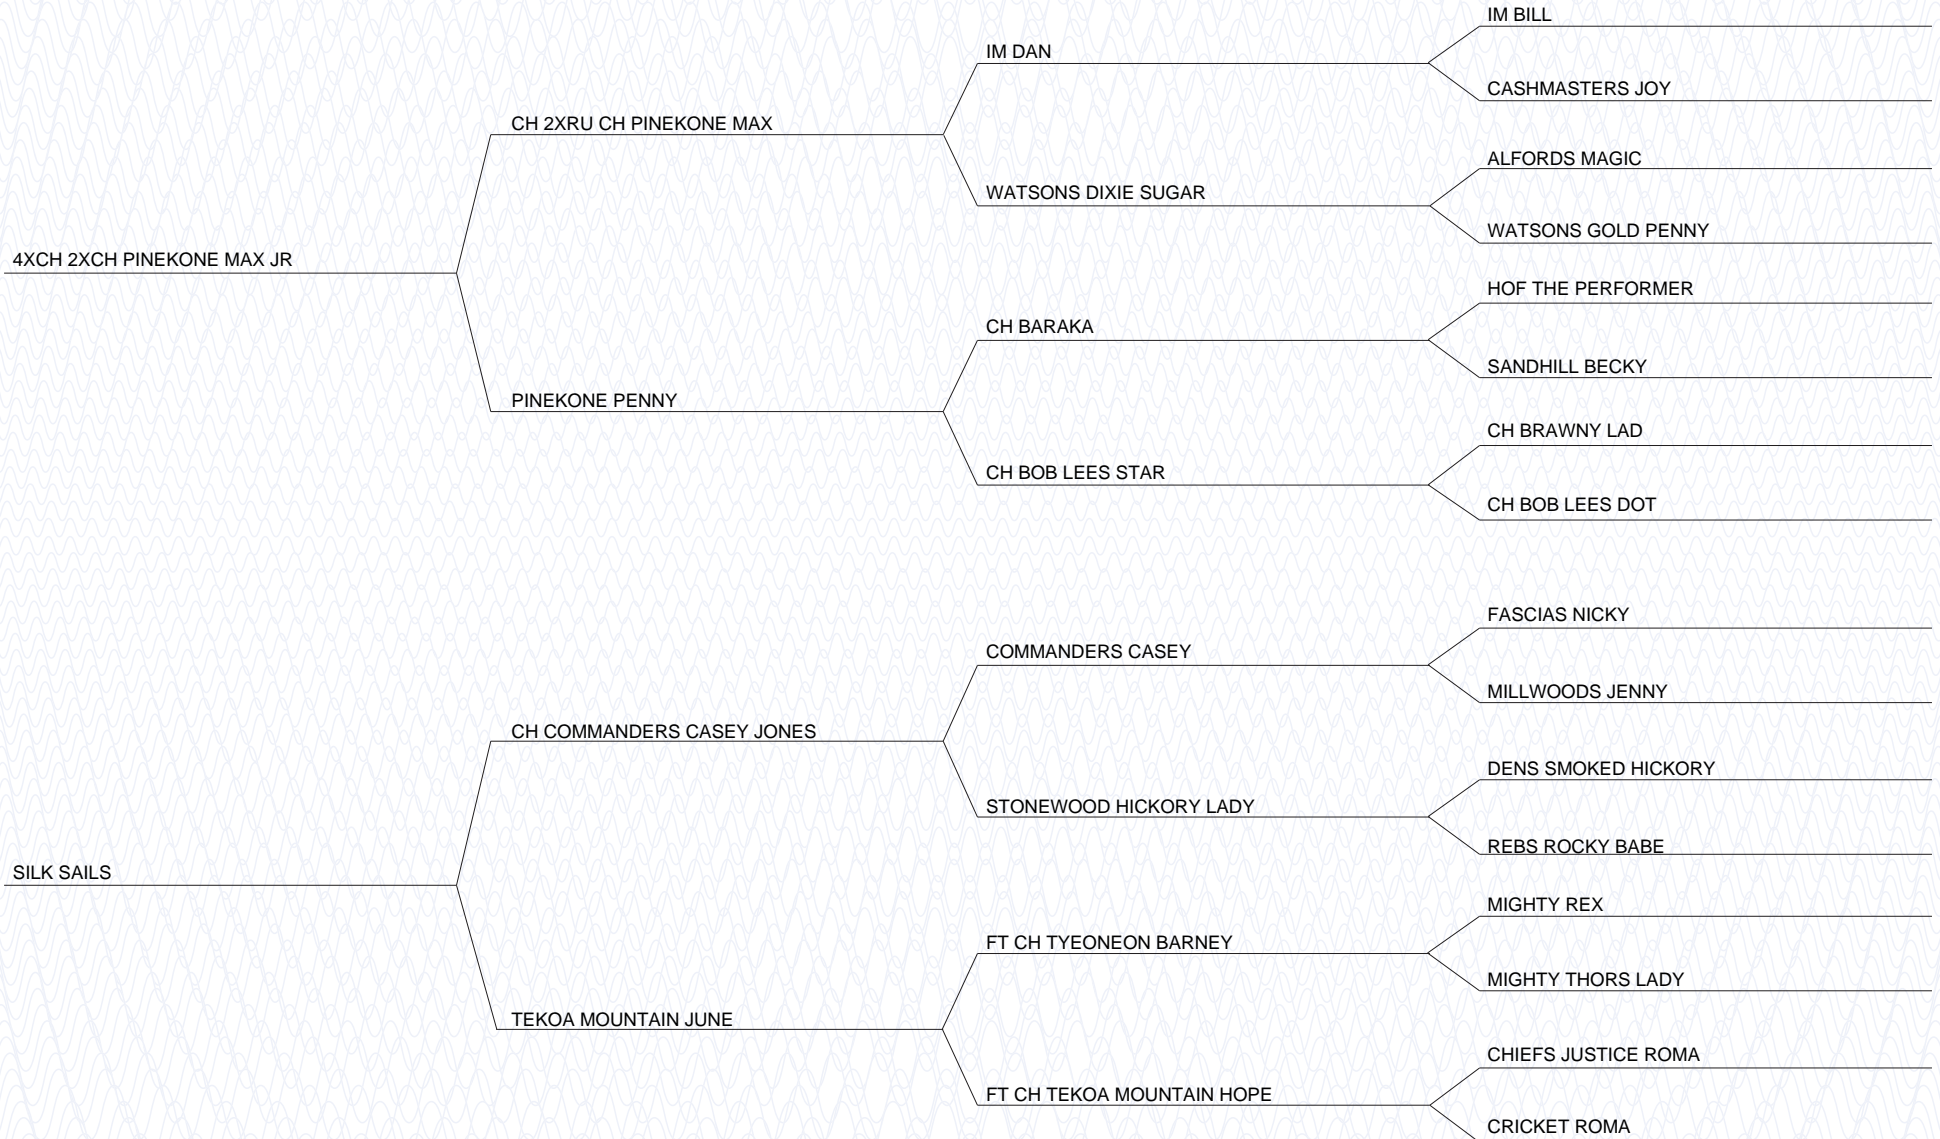 IM BILL
IM DAN
CASHMASTERS JOY
CH 2XRU CH PINEKONE MAX
ALFORDS MAGIC
WATSONS DIXIE SUGAR
WATSONS GOLD PENNY
4XCH 2XCH PINEKONE MAX JR
HOF THE PERFORMER
CH BARAKA
SANDHILL BECKY
PINEKONE PENNY
CH BRAWNY LAD
CH BOB LEES STAR
CH BOB LEES DOT
FASCIAS NICKY
COMMANDERS CASEY
MILLWOODS JENNY
CH COMMANDERS CASEY JONES
DENS SMOKED HICKORY
STONEWOOD HICKORY LADY
REBS ROCKY BABE
SILK SAILS
MIGHTY REX
FT CH TYEONEON BARNEY
MIGHTY THORS LADY
TEKOA MOUNTAIN JUNE
CHIEFS JUSTICE ROMA
FT CH TEKOA MOUNTAIN HOPE
CRICKET ROMA